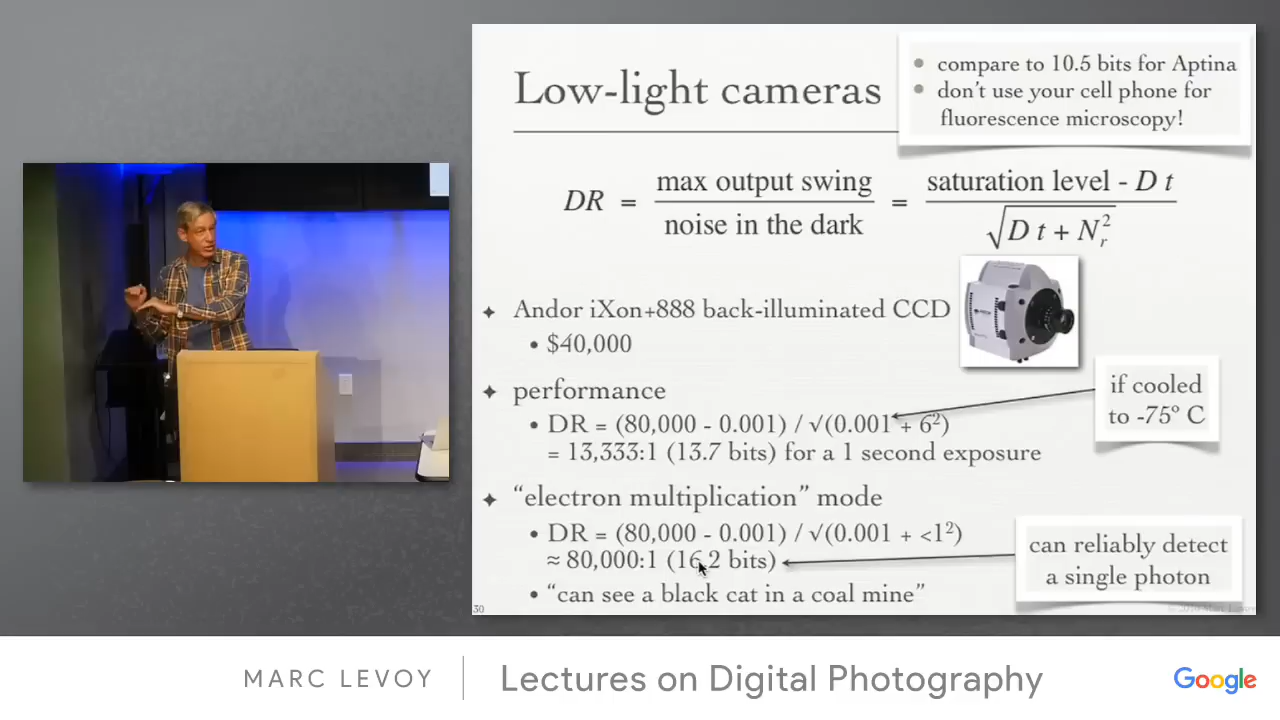 Low-light cameras
• compare to 10.5 bits for Aptina
• don't use your cell phone for
fluorescence microscopy!
DR = max output swing / noise in the dark = saturation level - D t / √(D t + N_r^2)
✦ Andor iXon+888 back-illuminated CCD
• $40,000
✦ performance
• DR = (80,000 - 0.001) / √(0.001 + 6²)
= 13,333:1 (13.7 bits) for a 1 second exposure
if cooled
to -75º C
✦ “electron multiplication” mode
• DR = (80,000 - 0.001) / √(0.001 + <1²)
≈ 80,000:1 (16.2 bits)
can reliably detect
a single photon
• “can see a black cat in a coal mine”
30
MARC LEVOY
Lectures on Digital Photography
Google